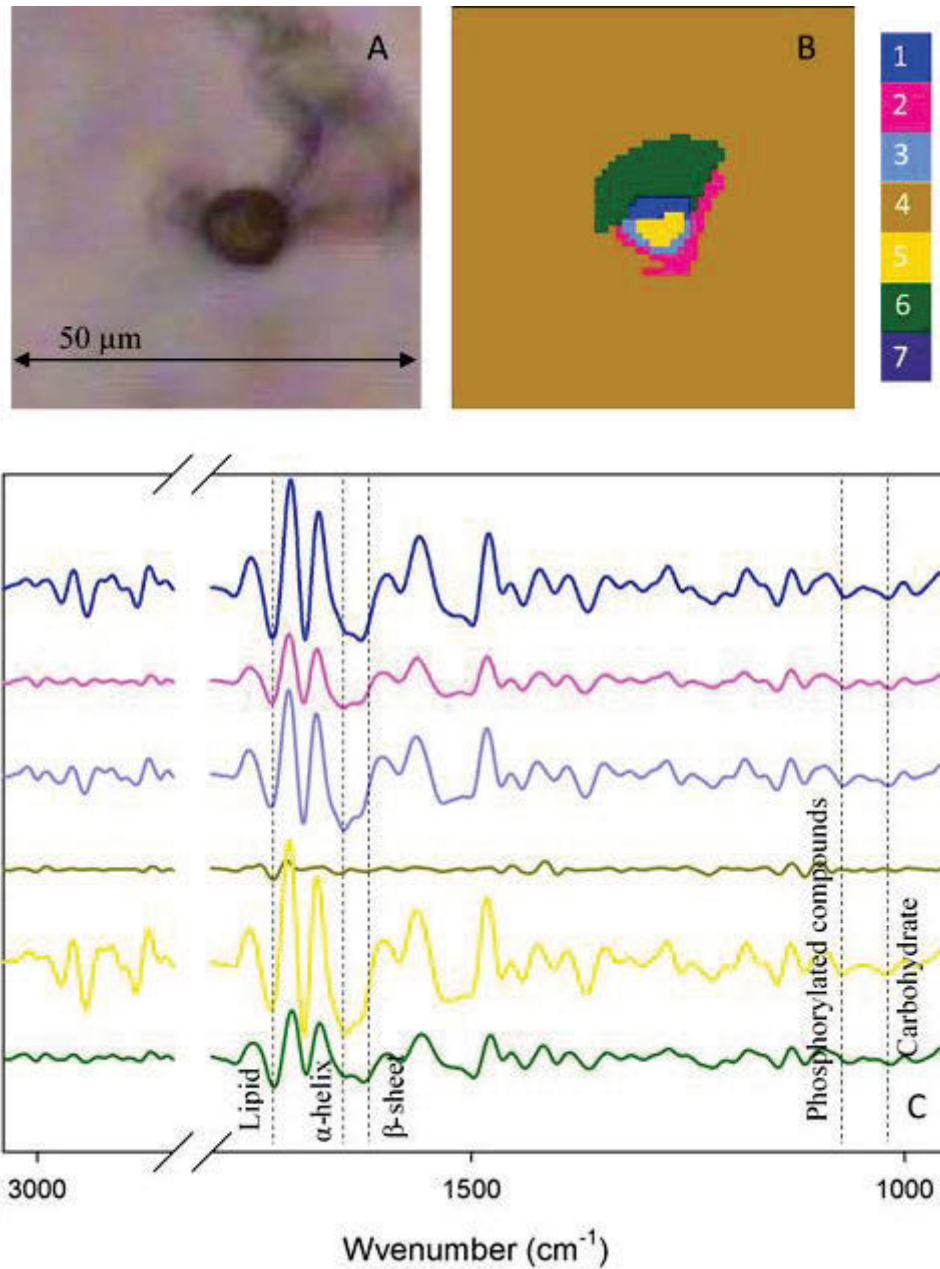 A
50 µm
B
1
2
3
4
5
6
7
Lipid
α-helix
β-sheet
Phosphorylated compounds
Carbohydrate
C
3000
1500
1000
Wvenumber (cm⁻¹)